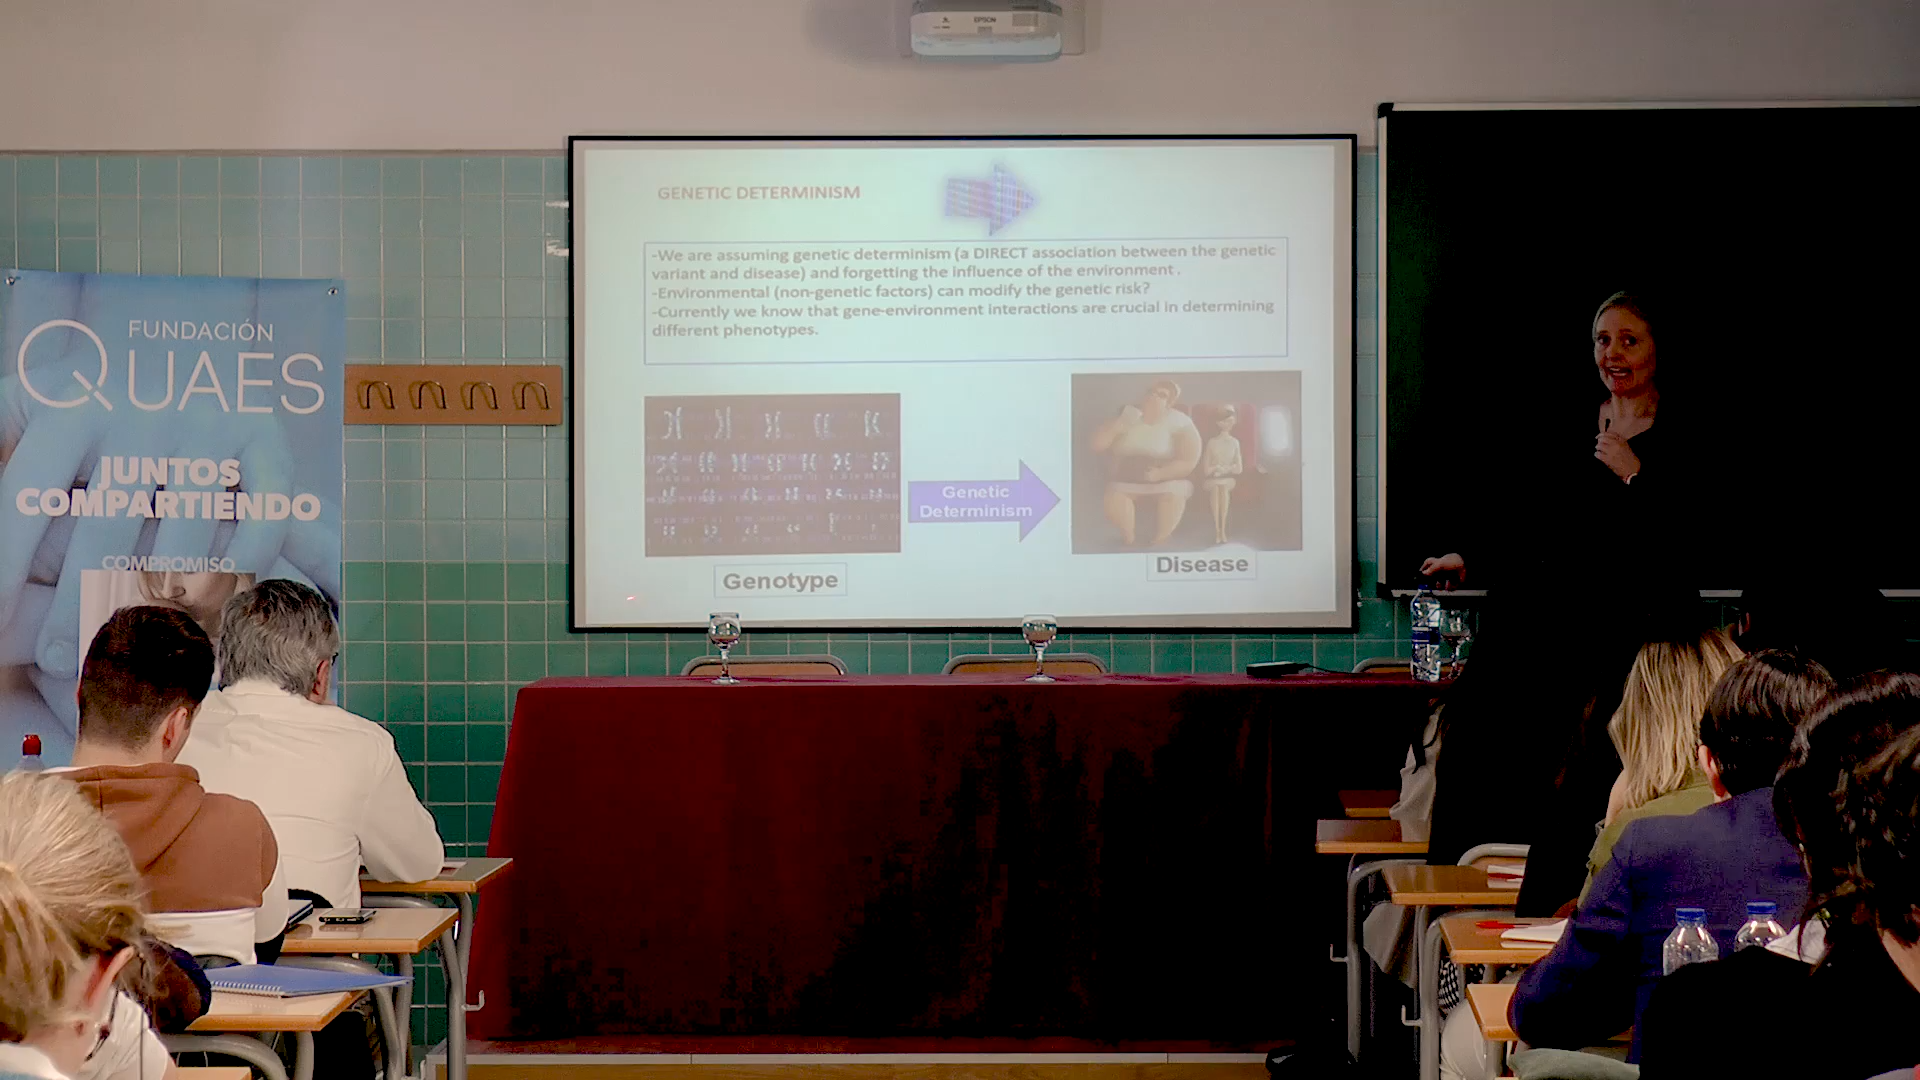 EPSON
GENETIC DETERMINISM
-We are assuming genetic determinism (a DIRECT association between the genetic
variant and disease) and forgetting the influence of the environment .
-Environmental (non-genetic factors) can modify the genetic risk?
-Currently we know that gene-environment interactions are crucial in determining
different phenotypes.
Genetic
Determinism
Genotype
Disease
FUNDACIÓN
QUAES
JUNTOS
COMPARTIENDO
COMPROMISO